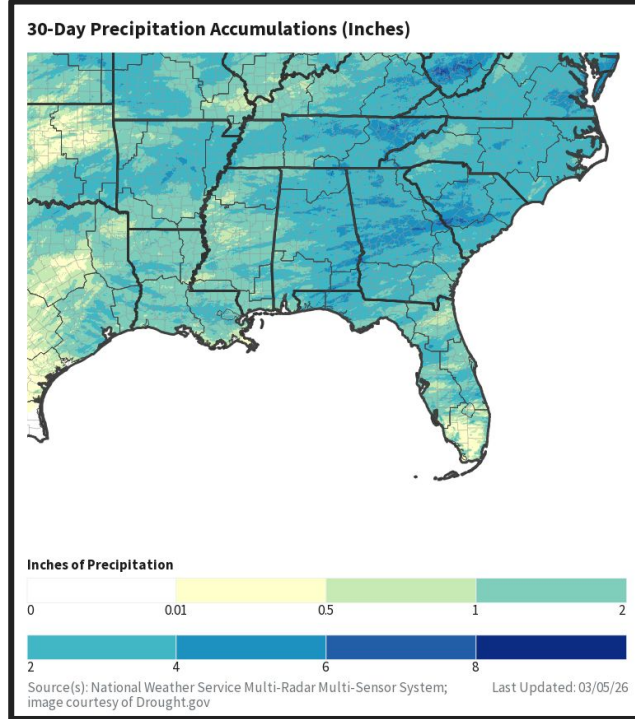 30-Day Precipitation Accumulations (Inches)
Inches of Precipitation
0 0.01 0.5 1 2
2 4 6 8
Source(s): National Weather Service Multi-Radar Multi-Sensor System; Last Updated: 03/05/26
image courtesy of Drought.gov